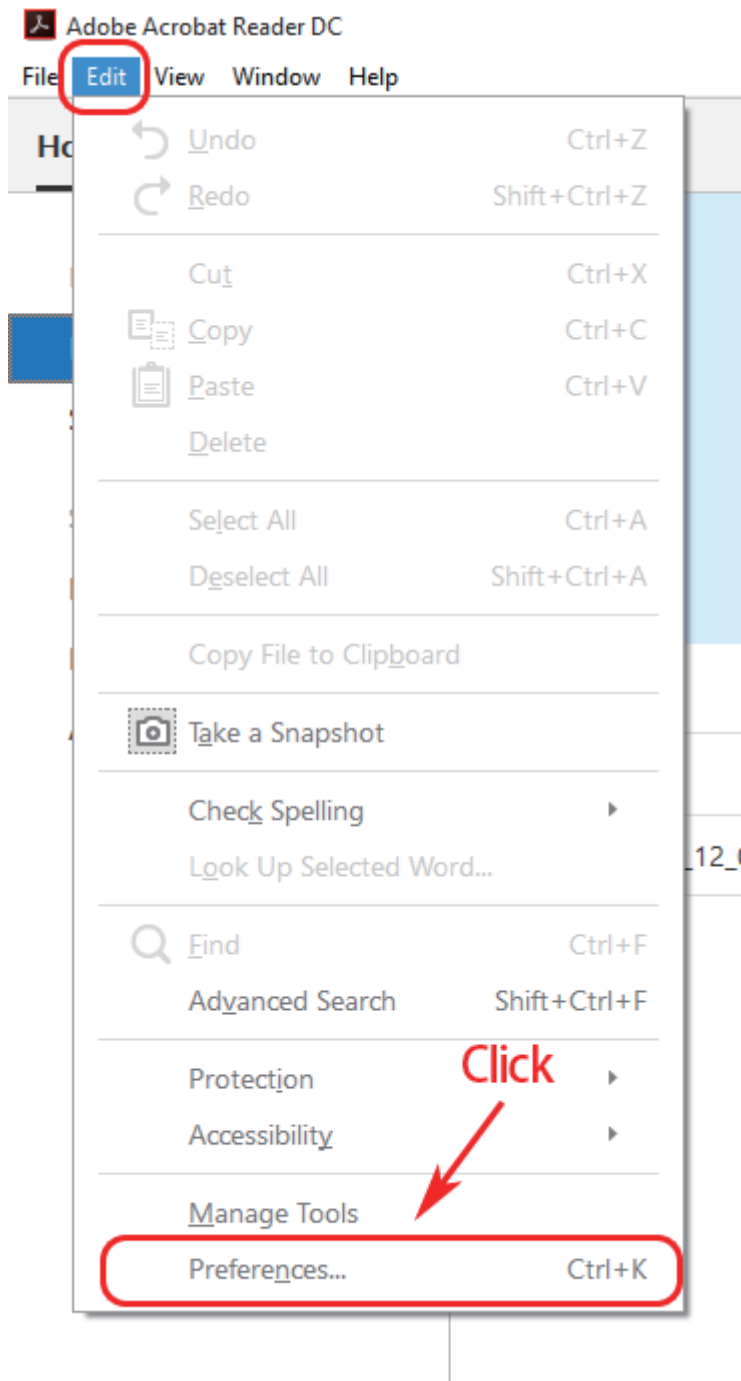 Adobe Acrobat Reader DC
File Edit View Window Help
Undo Ctrl+Z
Redo Shift+Ctrl+Z
Cut Ctrl+X
Copy Ctrl+C
Paste Ctrl+V
Delete
Select All Ctrl+A
Deselect All Shift+Ctrl+A
Copy File to Clipboard
Take a Snapshot
Check Spelling
Look Up Selected Word...
_12_
Find Ctrl+F
Advanced Search Shift+Ctrl+F
Click
Protection
Accessibility
Manage Tools
Preferences... Ctrl+K